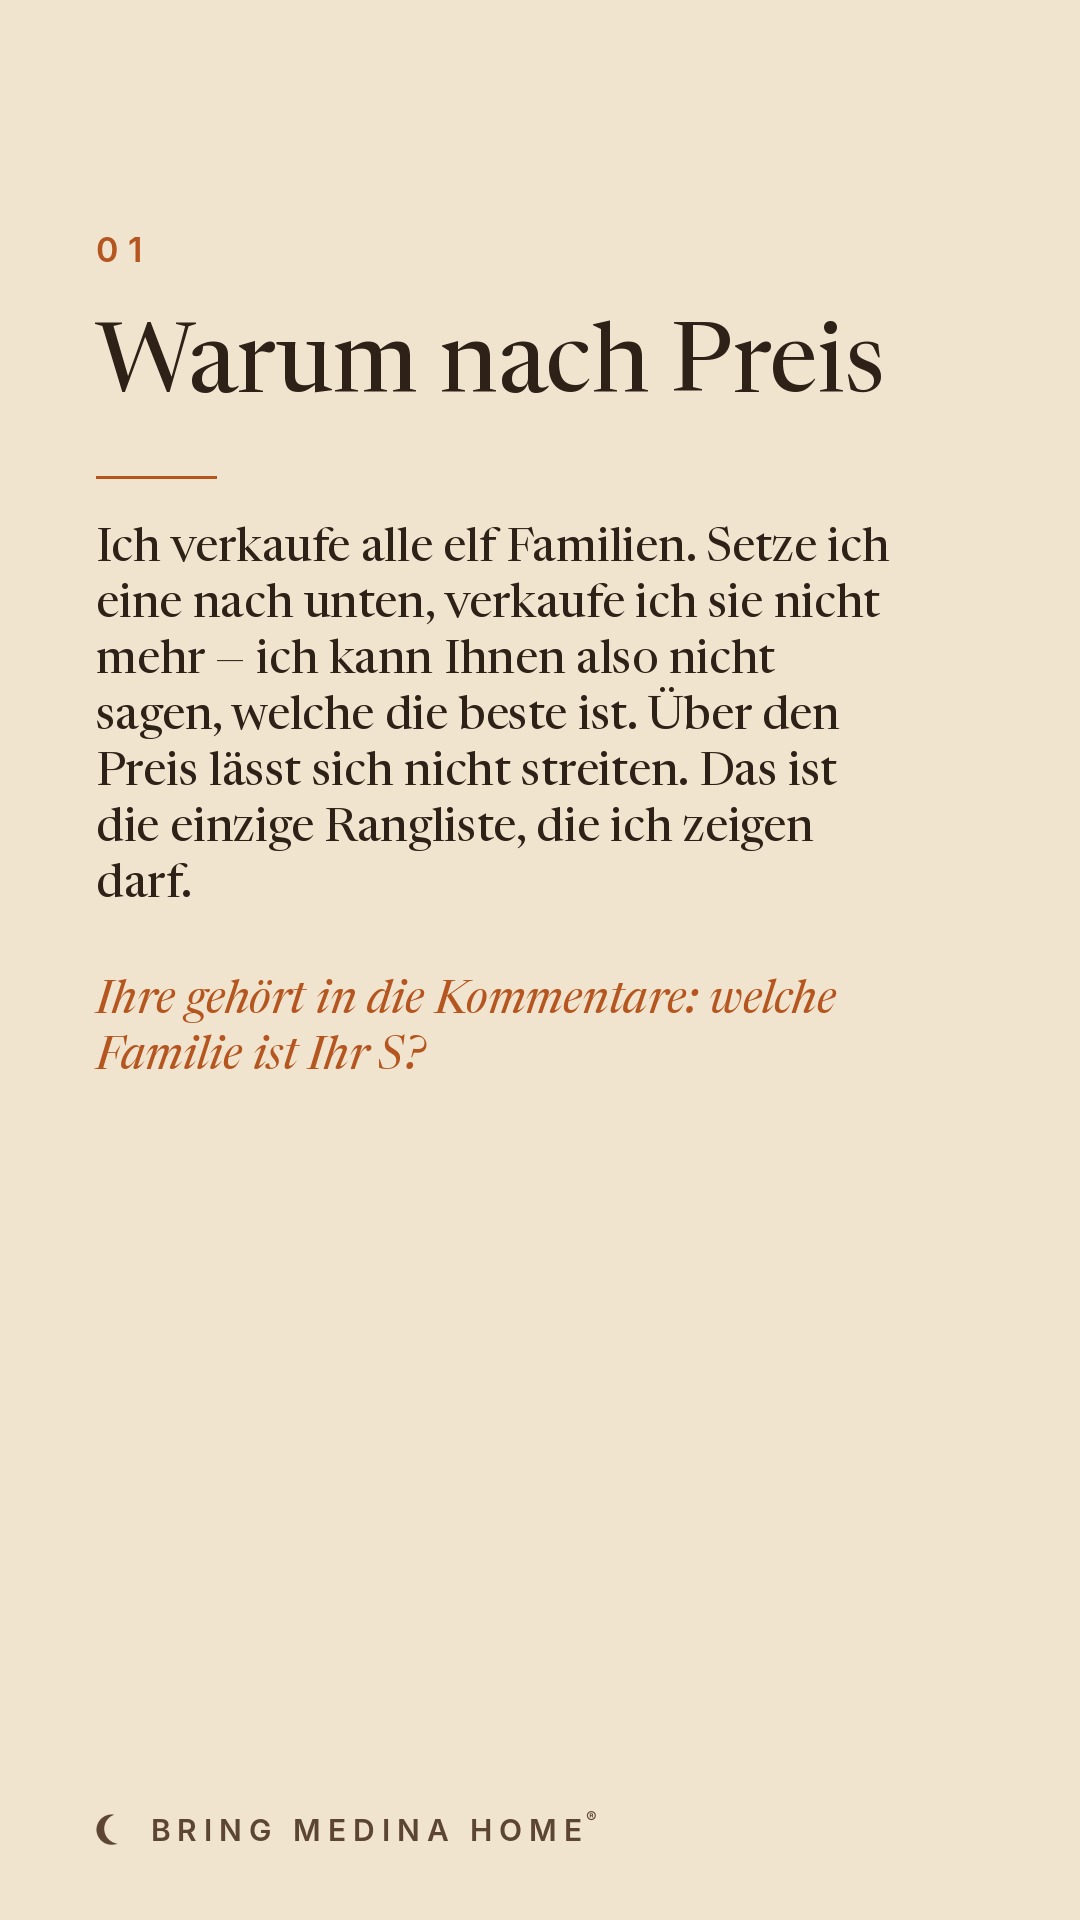 01
Warum nach Preis
Ich verkaufe alle elf Familien. Setze ich
eine nach unten, verkaufe ich sie nicht
mehr – ich kann Ihnen also nicht
sagen, welche die beste ist. Über den
Preis lässt sich nicht streiten. Das ist
die einzige Rangliste, die ich zeigen
darf.
Ihre gehört in die Kommentare: welche
Familie ist Ihr S?
BRING MEDINA HOME®